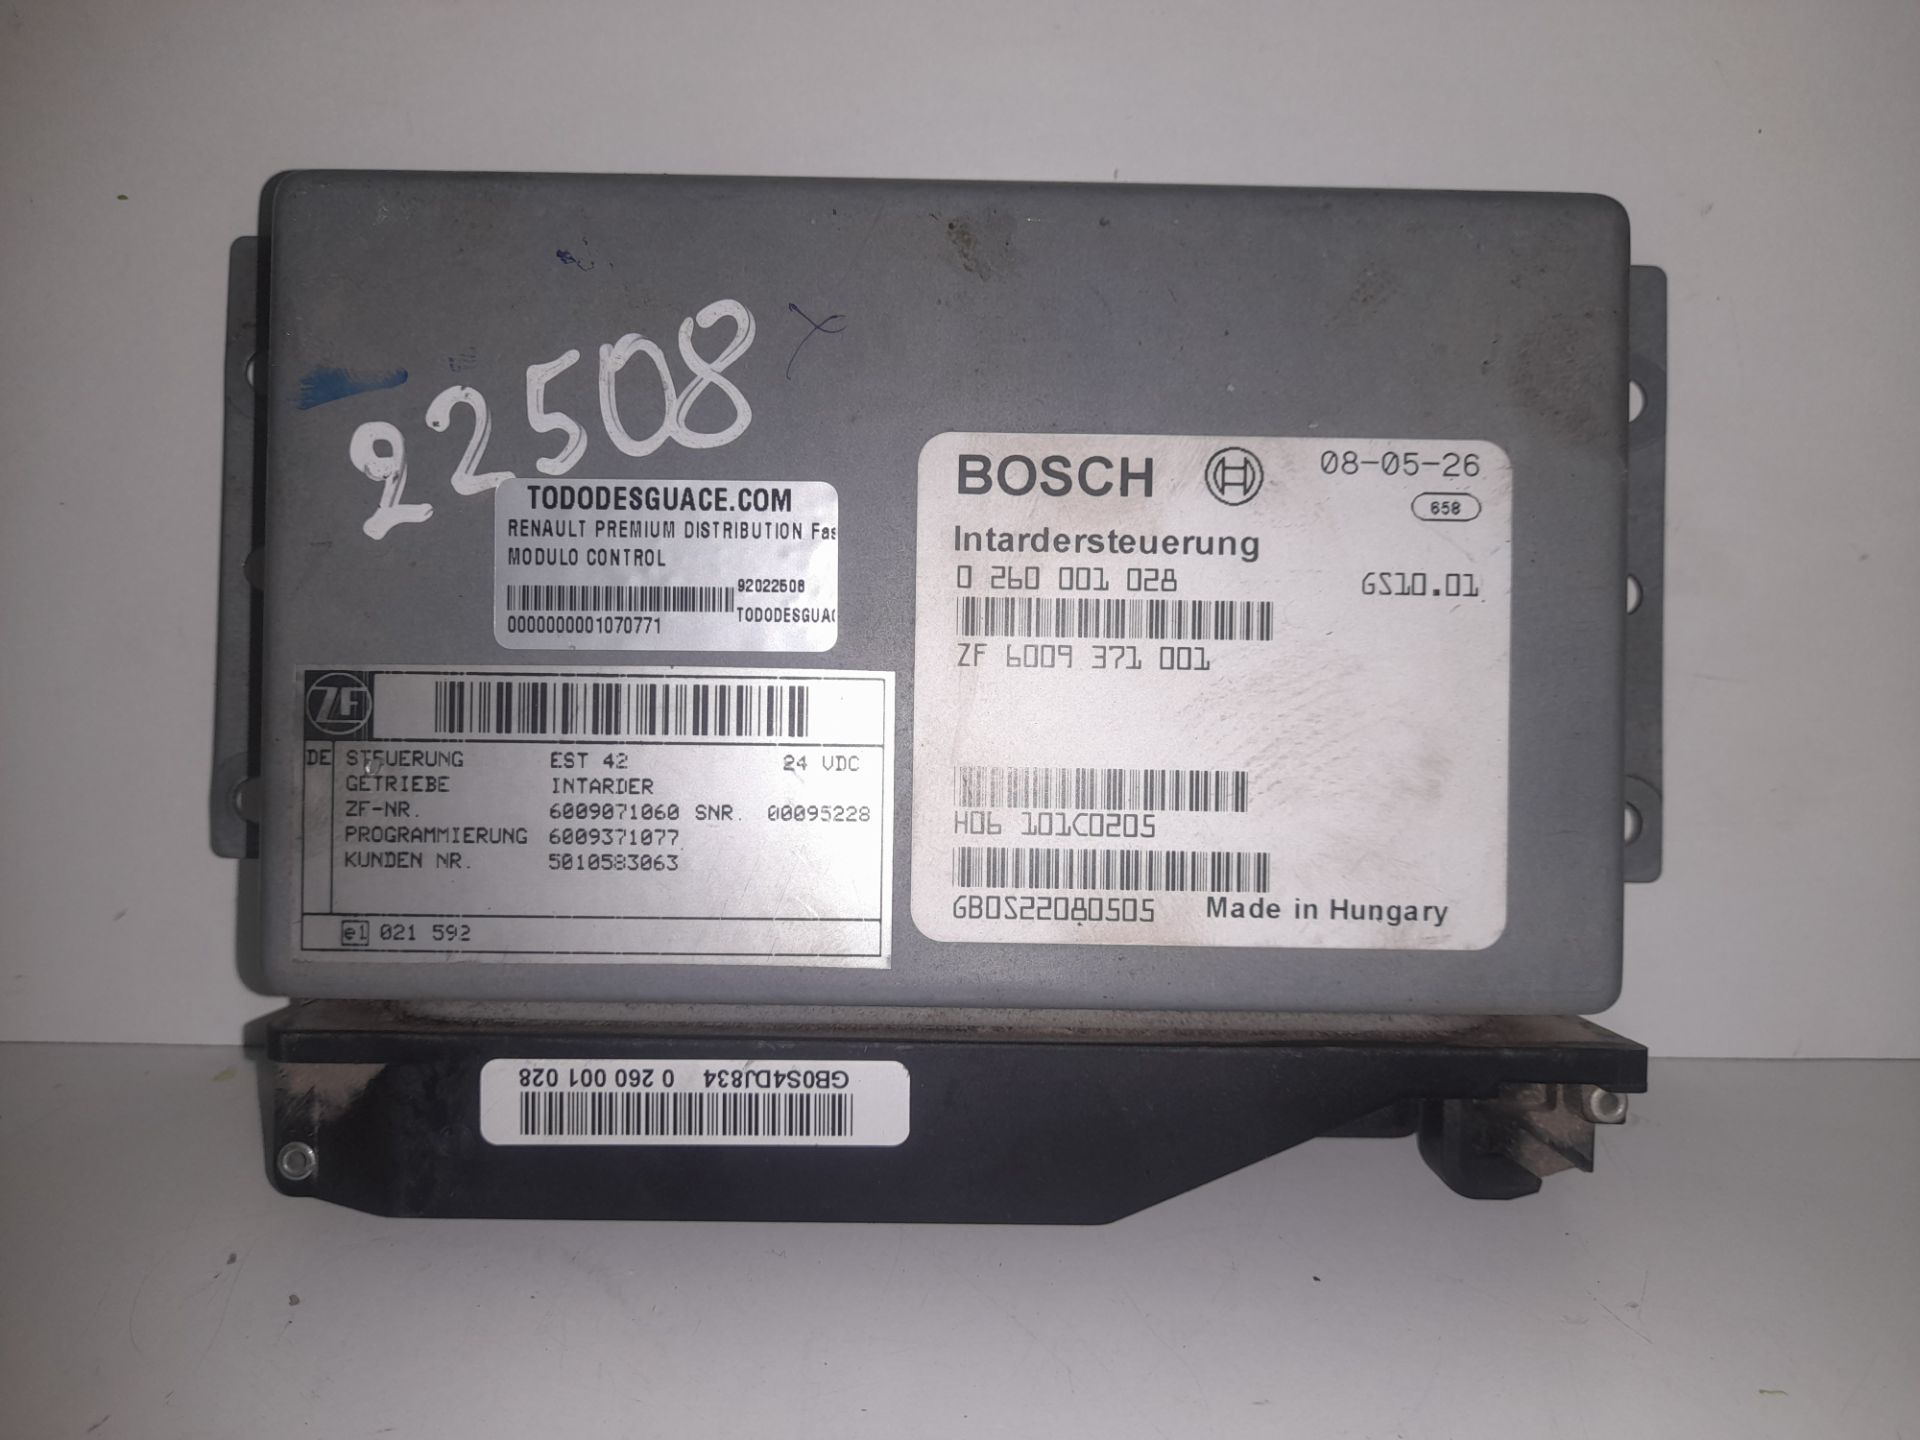 22508
TODODESGUACE.COM
RENAULT PREMIUM DISTRIBUTION Fas
MODULO CONTROL
92022508
TODODESGUAC
0000000001070771
ZF
DE STEUERUNG EST 42 24 VDC
GETRIEBE INTARDER
ZF-NR. 6009071060 SNR. 00095228
PROGRAMMIERUNG 6009371077
KUNDEN NR. 5010583063
e1 021 592
BOSCH 08-05-26
658
Intardersteuerung
0 260 001 028 GS10.01
ZF 6009 371 001
H06 101C0205
GB0S22080505 Made in Hungary
GB0S4DJ834 0 260 001 028